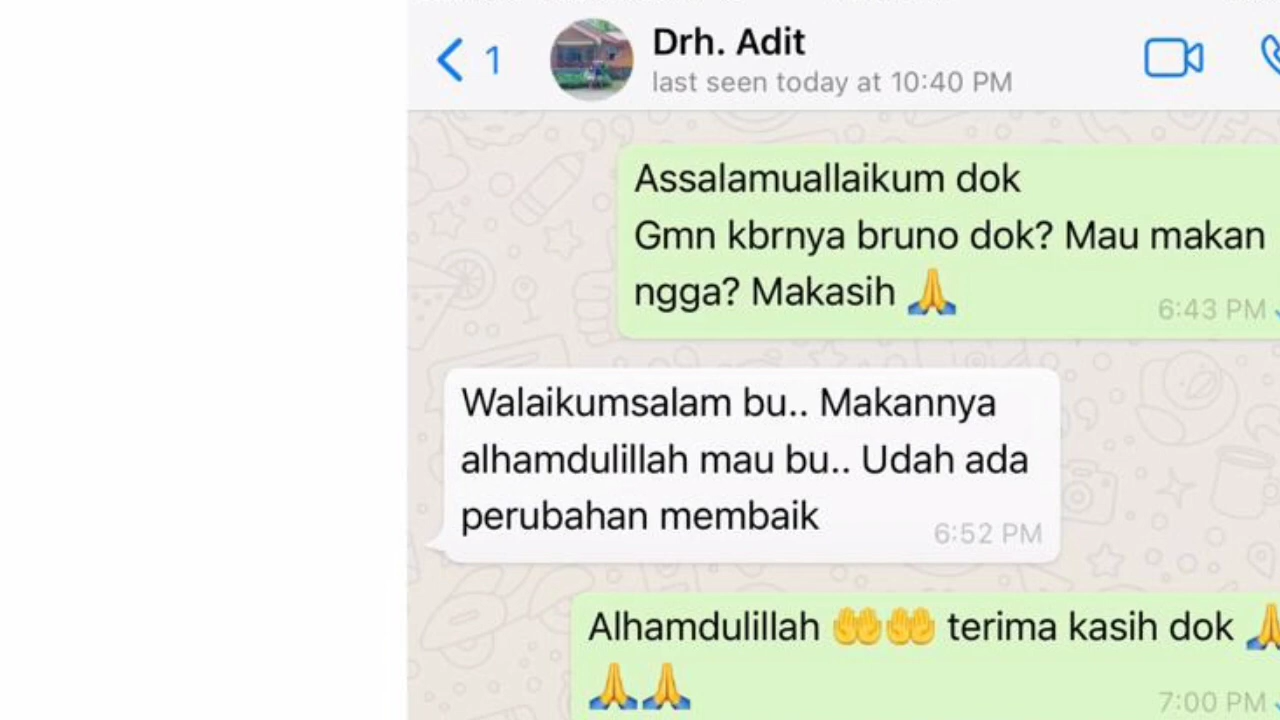 1
Drh. Adit
last seen today at 10:40 PM
Assalamuallaikum dok
Gmn kbrnya bruno dok? Mau makan
ngga? Makasih 🙏
6:43 PM
Walaikumsalam bu.. Makannya
alhamdulillah mau bu.. Udah ada
perubahan membaik
6:52 PM
Alhamdulillah 🤲🤲 terima kasih dok 🙏
🙏🙏
7:00 PM